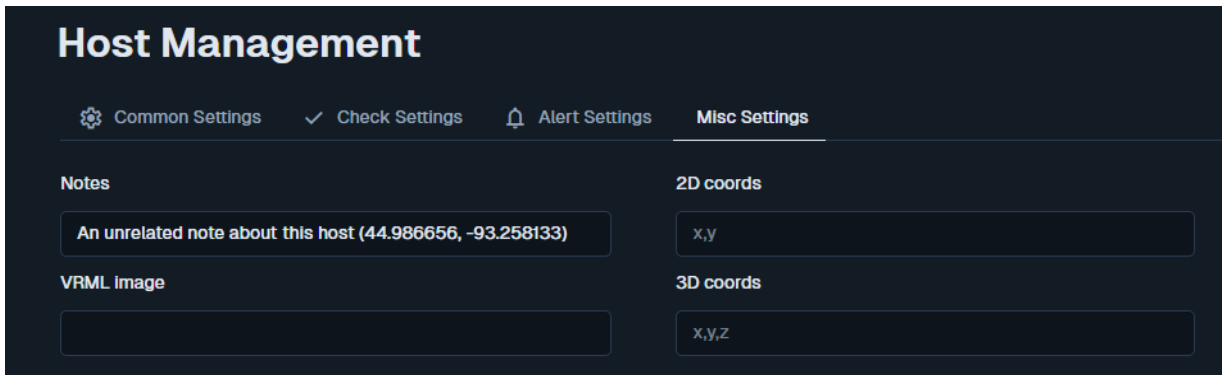 Host Management
Common Settings
Check Settings
Alert Settings
Misc Settings
Notes
2D coords
An unrelated note about this host (44.986656, -93.258133)
x,y
VRML image
3D coords
x,y,z